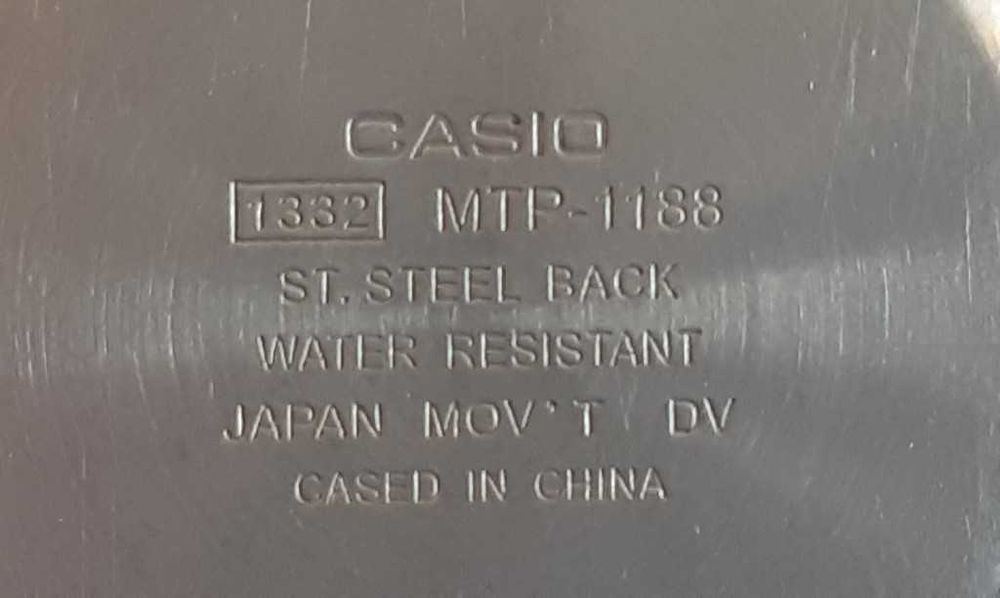 CASIO
1332 MTP-1188
ST. STEEL BACK
WATER RESISTANT
JAPAN MOV'T DV
CASED IN CHINA